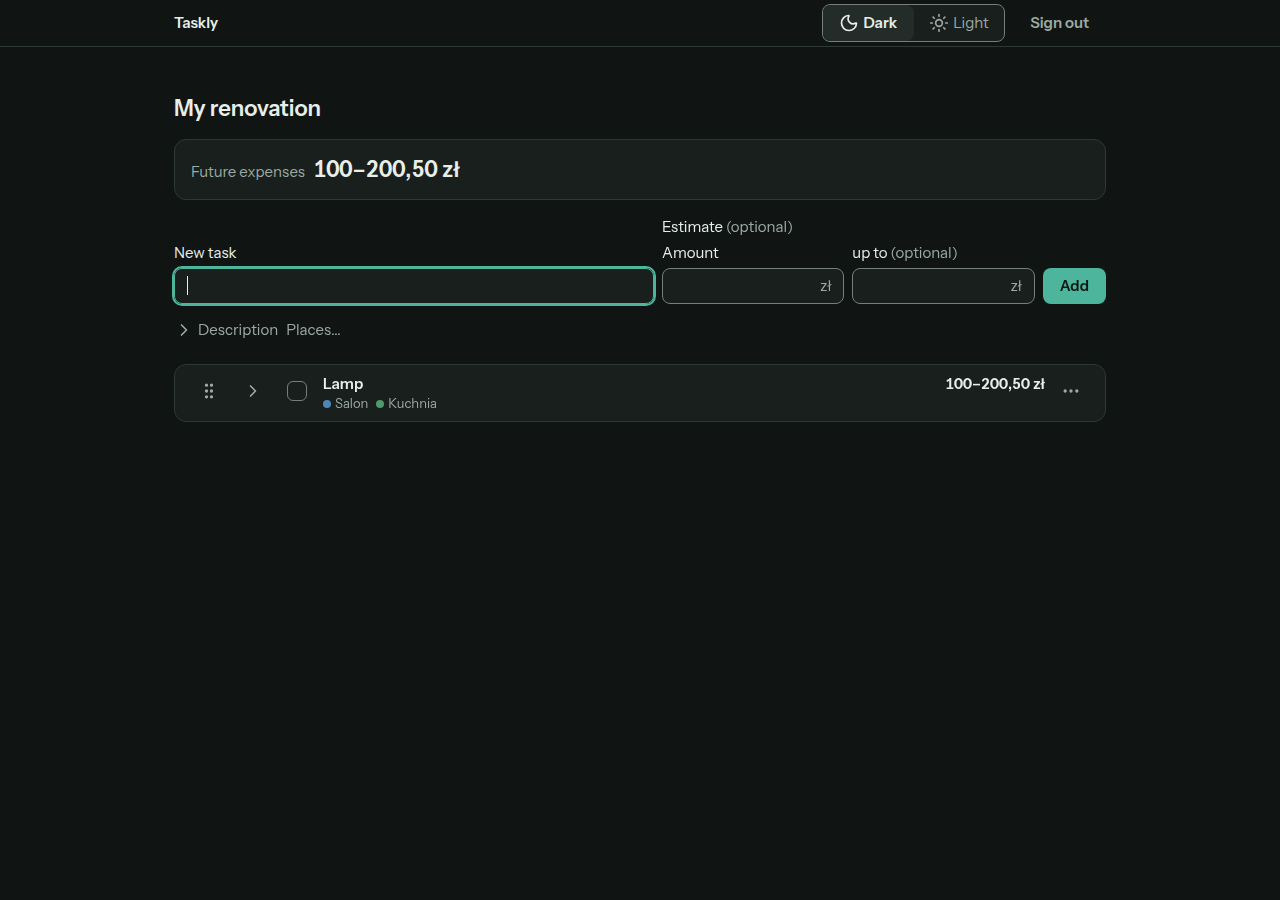 Taskly Dark Light Sign out
My renovation
Future expenses 100–200,50 zł
Estimate (optional)
New task Amount up to (optional)
zł zł Add
Description Places...
Lamp 100–200,50 zł
Salon Kuchnia